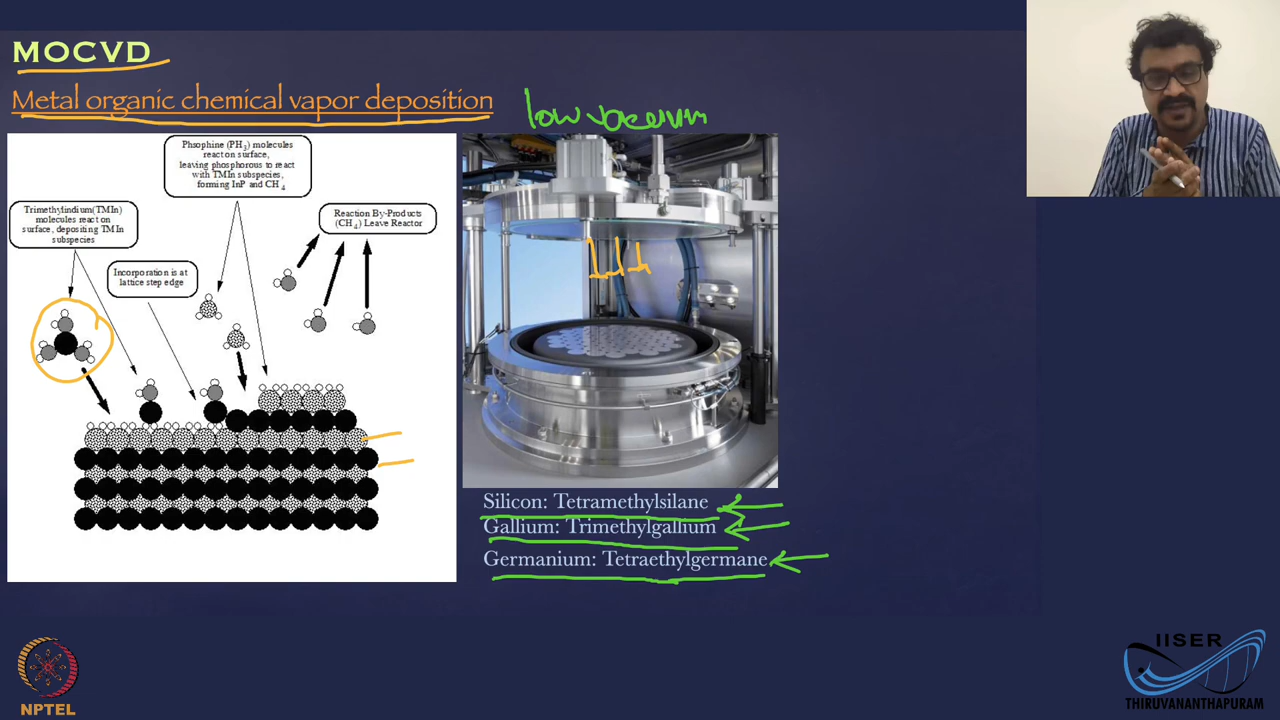 MOCVD
Metal organic chemical vapor deposition
low vacuum
Phsophine (PH3) molecules
react on surface,
leaving phosphorous to react
with TMIn subspecies,
forming InP and CH4
Trimethylindium(TMIn)
molecules react on
surface, depositing TMIn
subspecies
Reaction By-Products
(CH4) Leave Reactor
Incorporation is at
lattice step edge
Silicon: Tetramethylsilane
Gallium: Trimethylgallium
Germanium: Tetraethylgermane
NPTEL
IISER
THIRUVANANTHAPURAM